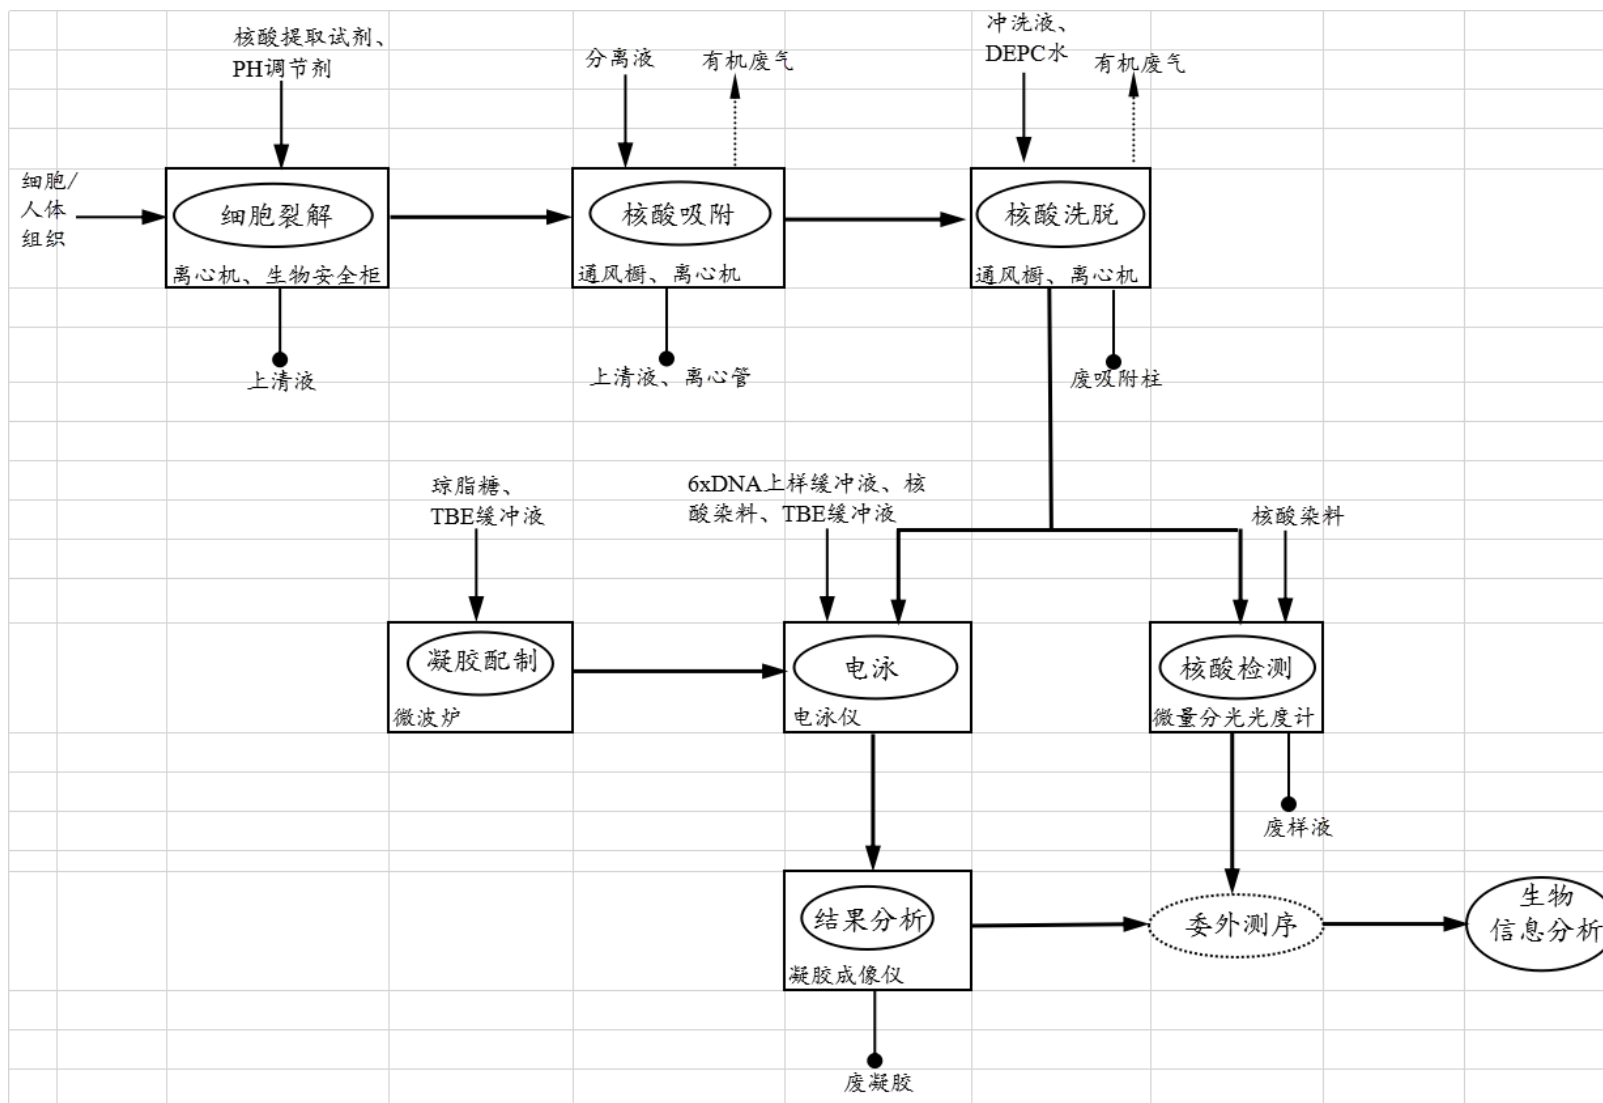 核酸提取试剂、
PH调节剂
分离液
有机废气
冲洗液、
DEPC水
有机废气
细胞/
人体
组织
细胞裂解
离心机、生物安全柜
核酸吸附
通风橱、离心机
核酸洗脱
通风橱、离心机
上清液
上清液、离心管
废吸附柱
琼脂糖、
TBE缓冲液
6xDNA上样缓冲液、核
酸染料、TBE缓冲液
核酸染料
凝胶配制
微波炉
电泳
电泳仪
核酸检测
微量分光光度计
废样液
结果分析
凝胶成像仪
委外测序
生物
信息分析
废凝胶